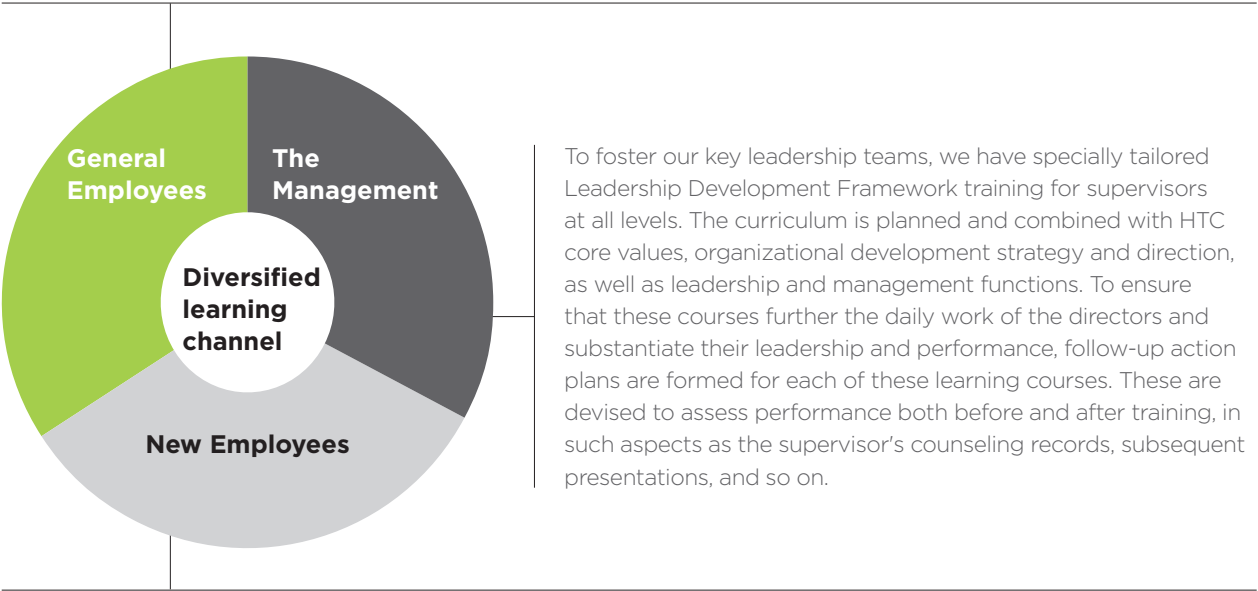 General
Employees
The
Management
Diversified
learning
channel
New Employees
To foster our key leadership teams, we have specially tailored
Leadership Development Framework training for supervisors
at all levels. The curriculum is planned and combined with HTC
core values, organizational development strategy and direction,
as well as leadership and management functions. To ensure
that these courses further the daily work of the directors and
substantiate their leadership and performance, follow-up action
plans are formed for each of these learning courses. These are
devised to assess performance both before and after training, in
such aspects as the supervisor's counseling records, subsequent
presentations, and so on.